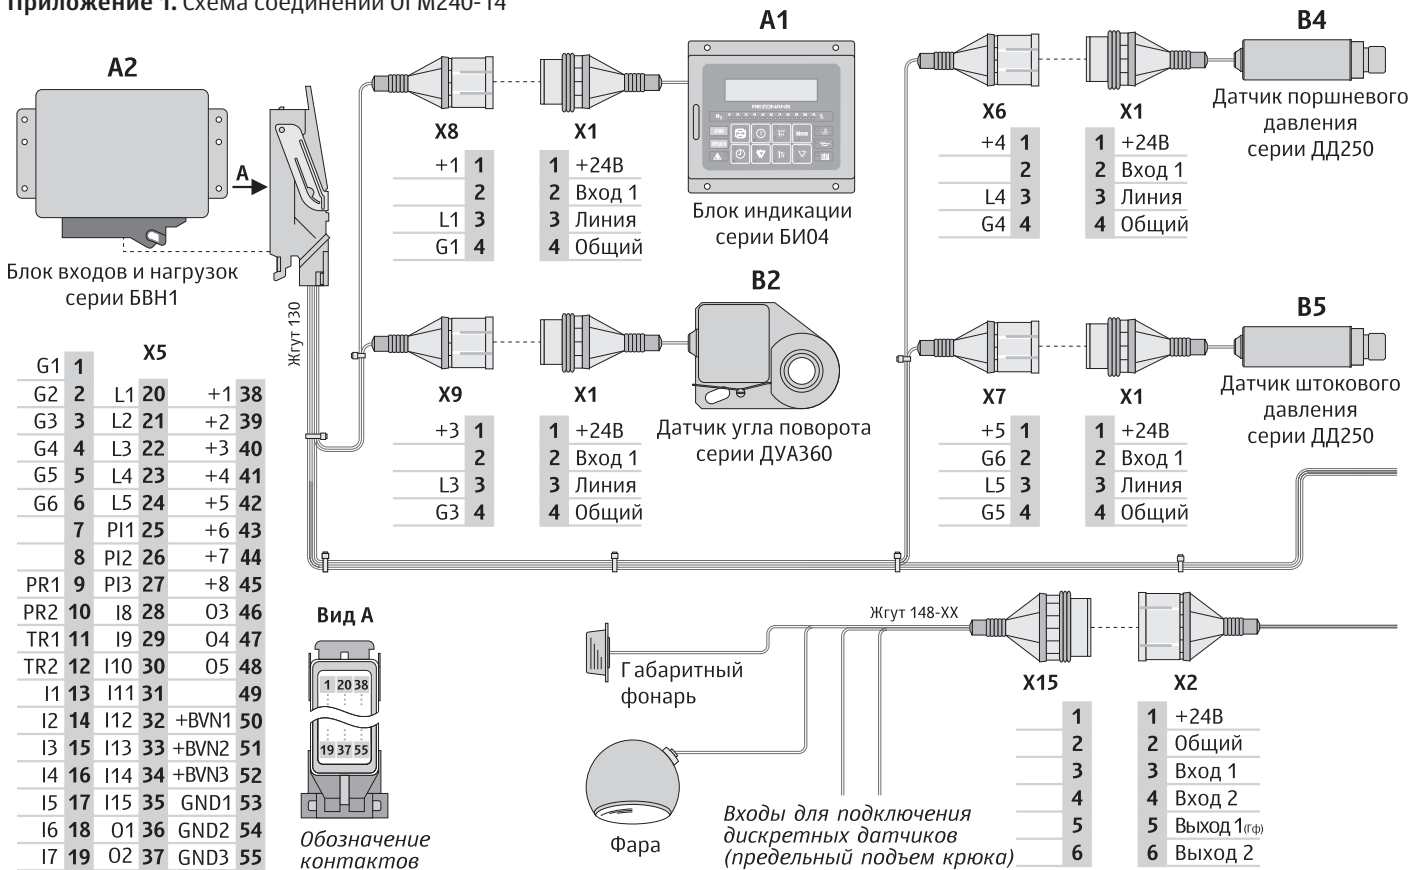 Приложение 1. Схема соединений ОГМ240-14
A2
A
Блок входов и нагрузок
серии БВН1
Жгут 130
X8
+1 1
2
L1 3
G1 4
X1
1 +24В
2 Вход 1
3 Линия
4 Общий
A1
REZONANS
Меню
Блок индикации
серии БИ04
X6
+4 1
2
L4 3
G4 4
X1
1 +24В
2 Вход 1
3 Линия
4 Общий
B4
Датчик поршневого
давления
серии ДД250
X9
+3 1
2
L3 3
G3 4
X1
1 +24В
2 Вход 1
3 Линия
4 Общий
B2
Датчик угла поворота
серии ДУА360
X7
+5 1
G6 2
L5 3
G5 4
X1
1 +24В
2 Вход 1
3 Линия
4 Общий
B5
Датчик штокового
давления
серии ДД250
X5
G1 1
G2 2 L1 20 +1 38
G3 3 L2 21 +2 39
G4 4 L3 22 +3 40
G5 5 L4 23 +4 41
G6 6 L5 24 +5 42
7 PI1 25 +6 43
8 PI2 26 +7 44
PR1 9 PI3 27 +8 45
PR2 10 I8 28 O3 46
TR1 11 I9 29 O4 47
TR2 12 I10 30 O5 48
I1 13 I11 31 49
I2 14 I12 32 +BVN1 50
I3 15 I13 33 +BVN2 51
I4 16 I14 34 +BVN3 52
I5 17 I15 35 GND1 53
I6 18 O1 36 GND2 54
I7 19 O2 37 GND3 55
Вид А
1 20 38
19 37 55
Обозначение
контактов
Габаритный
фонарь
Фара
Жгут 148-ХХ
Входы для подключения
дискретных датчиков
(предельный подъем крюка)
X15
1
2
3
4
5
6
X2
1 +24В
2 Общий
3 Вход 1
4 Вход 2
5 Выход 1(Гф)
6 Выход 2